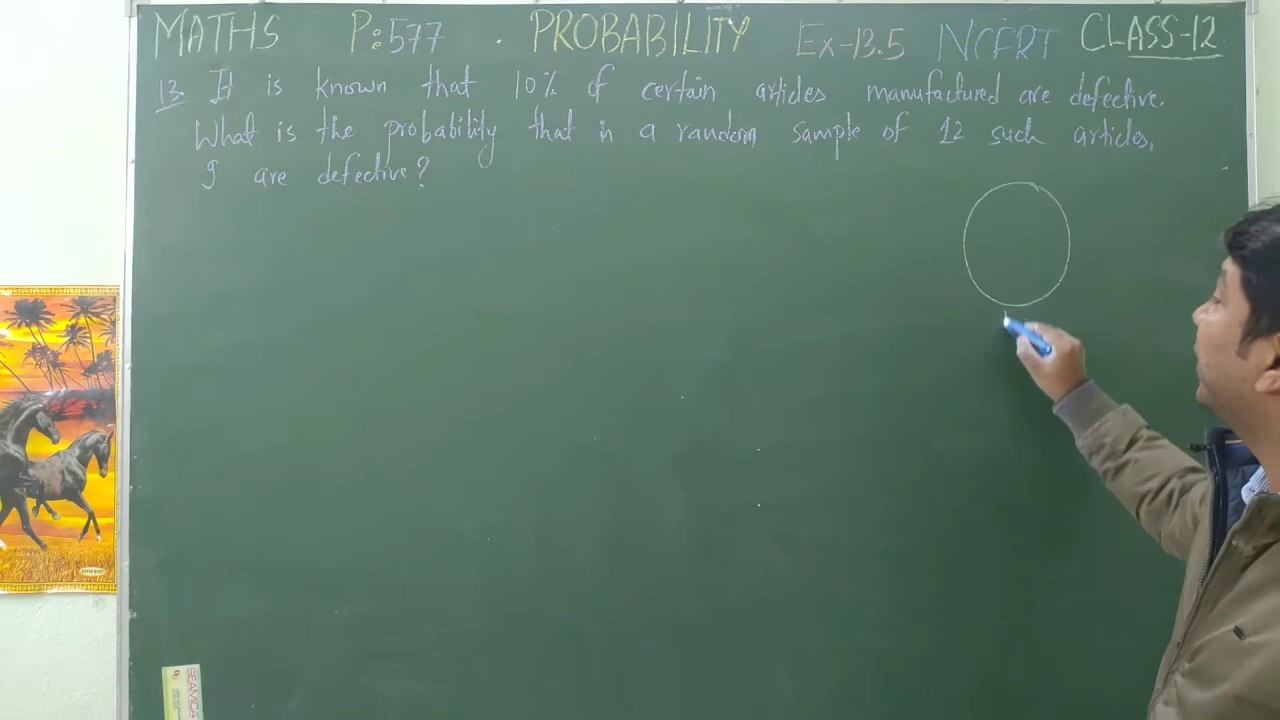 MATHS P:577 . PROBABILITY Ex-13.5 NCERT CLASS-12
13. It is known that 10% of certain articles manufactured are defective.
What is the probability that in a random sample of 12 such articles,
9 are defective?